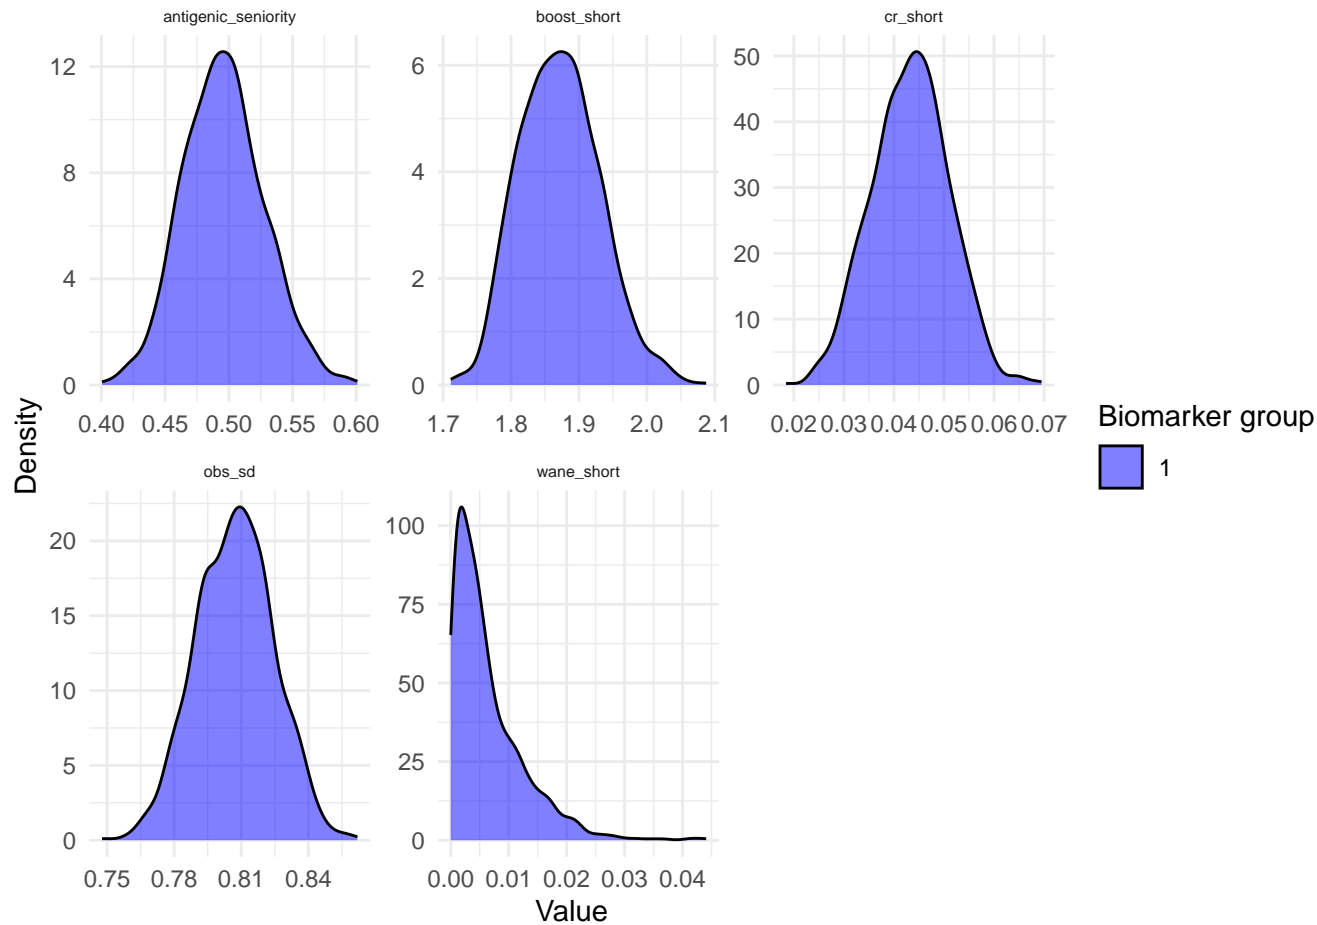 antigenic_seniority
boost_short
cr_short
12
8
4
0
0.40 0.45 0.50 0.55 0.60
6
4
2
0
1.7 1.8 1.9 2.0 2.1
50
40
30
20
10
0
0.02 0.03 0.04 0.05 0.06 0.07
Density
obs_sd
wane_short
20
15
10
5
0
0.75 0.78 0.81 0.84
100
75
50
25
0
0.00 0.01 0.02 0.03 0.04
Value
Biomarker group
1